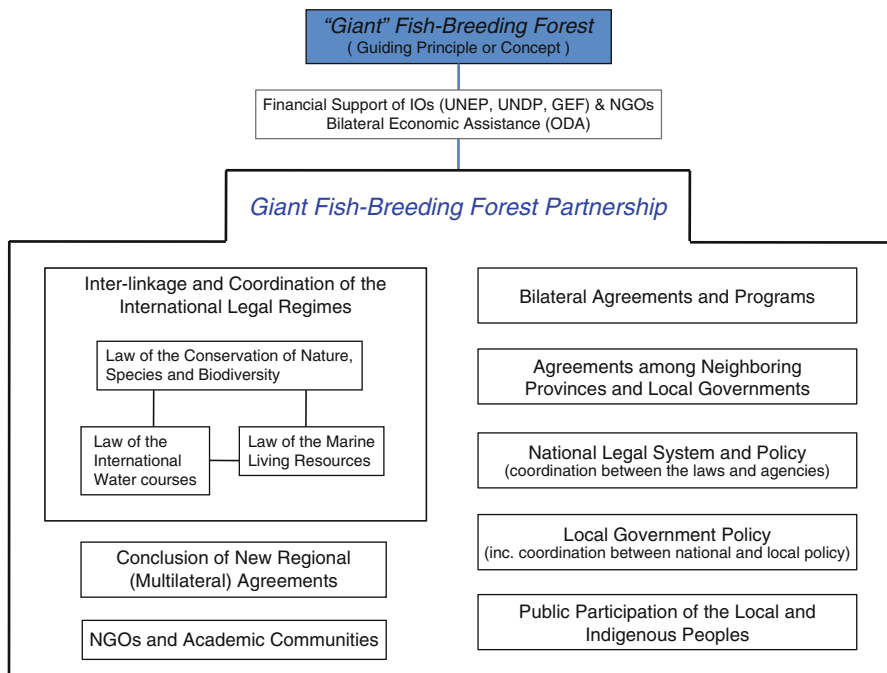 “Giant” Fish-Breeding Forest
( Guiding Principle or Concept )
Financial Support of IOs (UNEP, UNDP, GEF) & NGOs
Bilateral Economic Assistance (ODA)
Giant Fish-Breeding Forest Partnership
Inter-linkage and Coordination of the
International Legal Regimes
Law of the Conservation of Nature,
Species and Biodiversity
Law of the
International
Water courses
Law of the Marine
Living Resources
Conclusion of New Regional
(Multilateral) Agreements
NGOs and Academic Communities
Bilateral Agreements and Programs
Agreements among Neighboring
Provinces and Local Governments
National Legal System and Policy
(coordination between the laws and agencies)
Local Government Policy
(inc. coordination between national and local policy)
Public Participation of the Local and
Indigenous Peoples